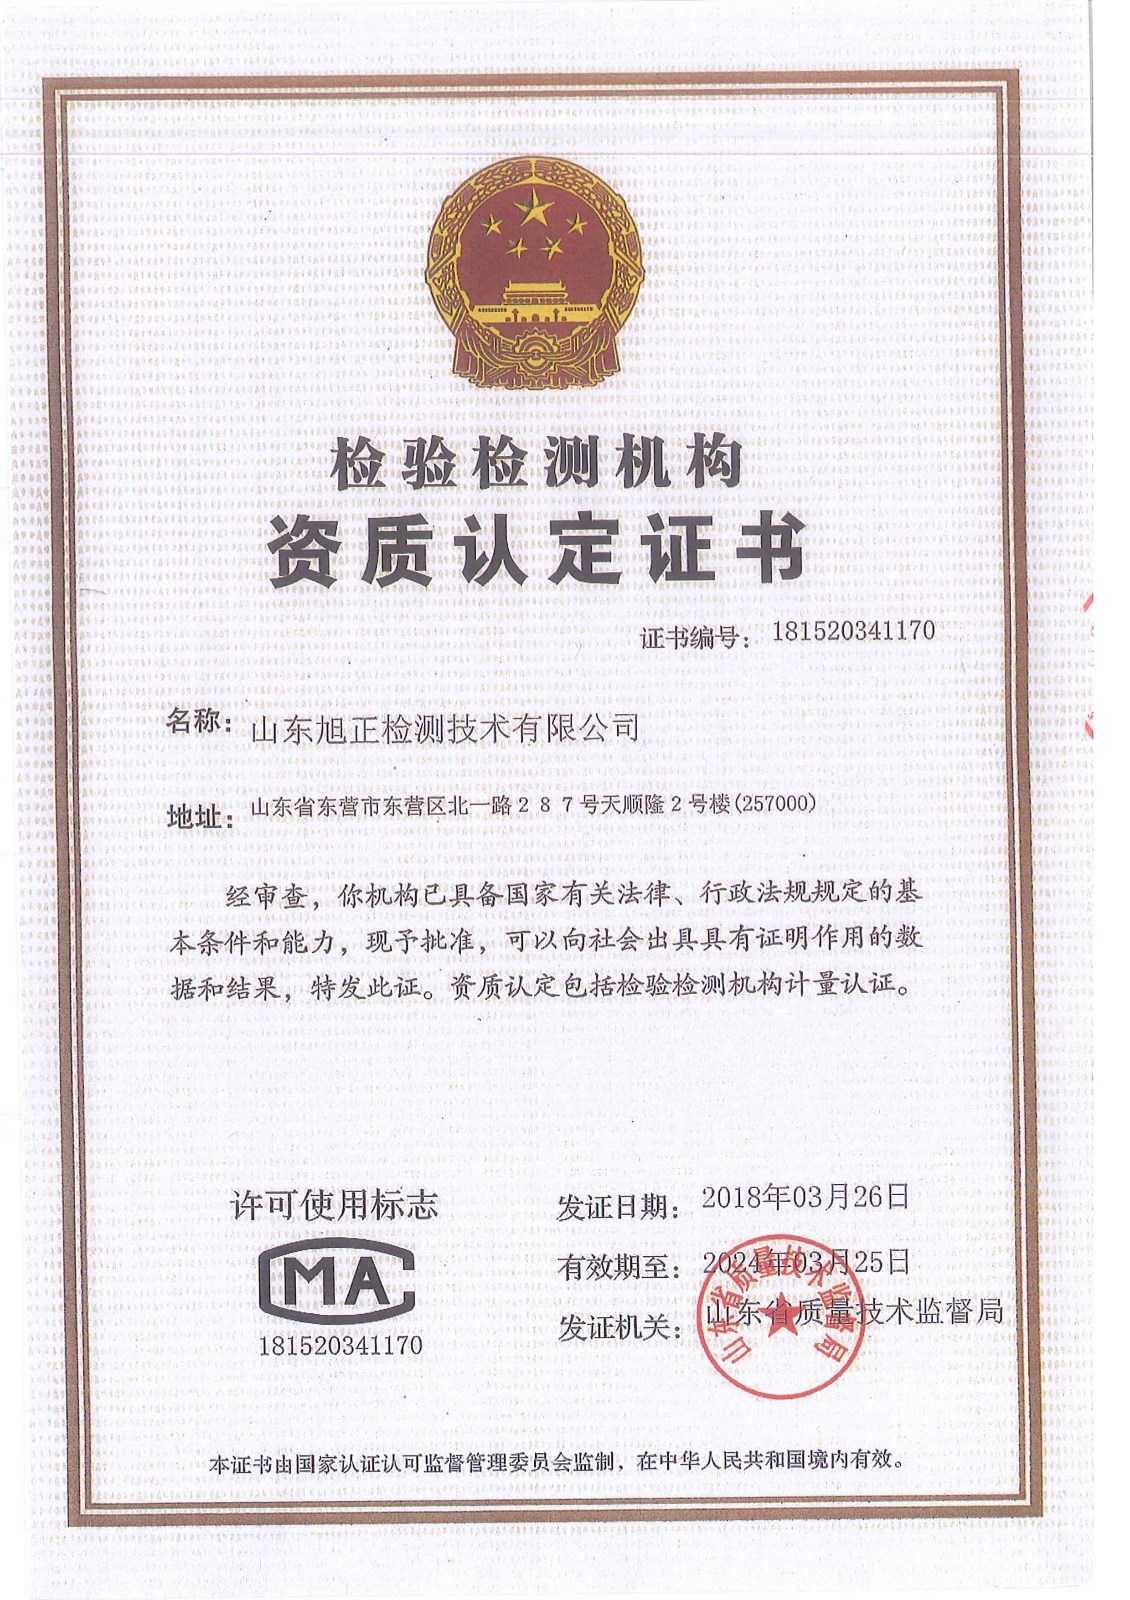 检验检测机构
资质认定证书
证书编号：181520341170
名称：山东旭正检测技术有限公司
地址：山东省东营市东营区北一路２８７号天顺隆２号楼(257000)
经审查，你机构已具备国家有关法律、行政法规规定的基
本条件和能力，现予批准，可以向社会出具具有证明作用的数
据和结果，特发此证。资质认定包括检验检测机构计量认证。
许可使用标志
MA
181520341170
发证日期：2018年03月26日
有效期至：2024年03月25日
发证机关：山东省质量技术监督局
山东省质量技术监督局
本证书由国家认证认可监督管理委员会监制，在中华人民共和国境内有效。